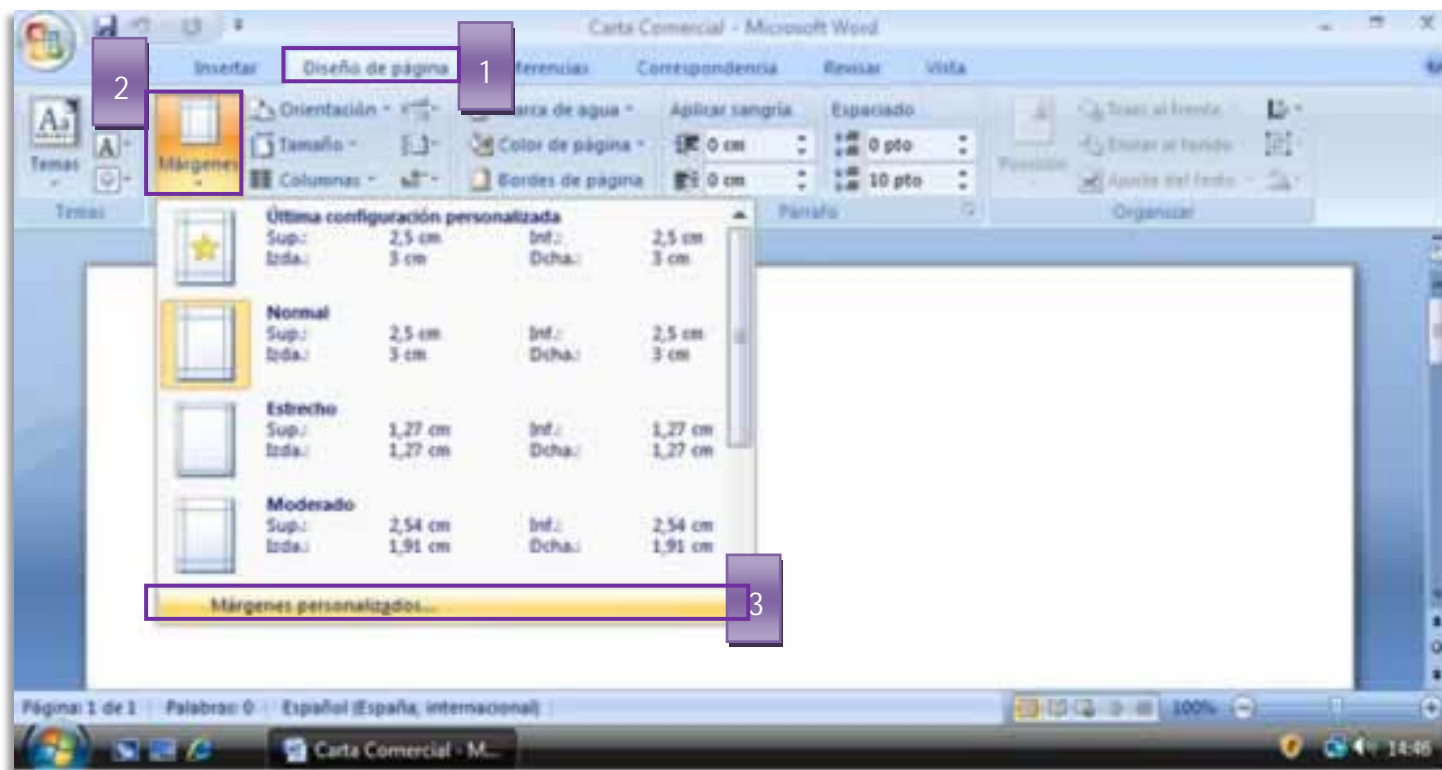 Carta Comercial - Microsoft Word
2
Insertar Diseño de página 1 Correspondencia Revisar Vista
Orientación de agua Aplicar sangría Espaciado
Temas Márgenes Tamaño Color de página 0 cm 0 pto
Columnas Bordes de página 0 cm 10 pto
Temas Párrafo Organizar
Última configuración personalizada
Sup.: 2,5 cm Inf.: 2,5 cm
Izda.: 3 cm Dcha.: 3 cm
Normal
Sup.: 2,5 cm Inf.: 2,5 cm
Izda.: 3 cm Dcha.: 3 cm
Estrecho
Sup.: 1,27 cm Inf.: 1,27 cm
Izda.: 1,27 cm Dcha.: 1,27 cm
Moderado
Sup.: 2,54 cm Inf.: 2,54 cm
Izda.: 1,91 cm Dcha.: 1,91 cm
Márgenes personalizados... 3
Página: 1 de 1 Palabras: 0 Español (España, internacional) 100%
Carta Comercial - M... 14:46